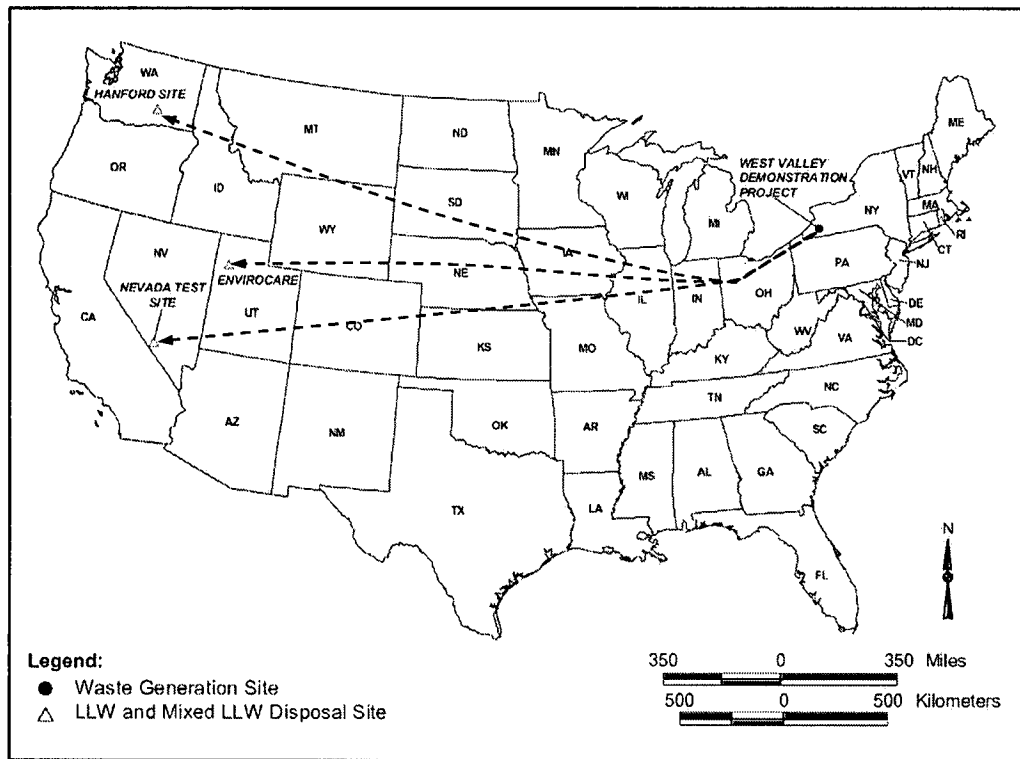 WA
HANFORD SITE
MT
ND
MN
ME
OR
ID
SD
WI
MI
WEST VALLEY
DEMONSTRATION
PROJECT
VT
NH
NY
MA
RI
CT
WY
IA
NE
PA
NJ
NV
ENVIROCARE
NEVADA TEST
SITE
UT
CA
CO
IL
IN
OH
DE
MD
DC
WV
VA
KS
MO
KY
NC
TN
AZ
NM
OK
AR
SC
MS
AL
GA
TX
LA
FL
N
Legend:
Waste Generation Site
LLW and Mixed LLW Disposal Site
350 0 350 Miles
500 0 500 Kilometers